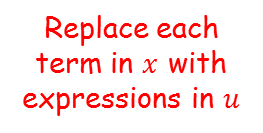 Replace each
term in x with
expressions in u